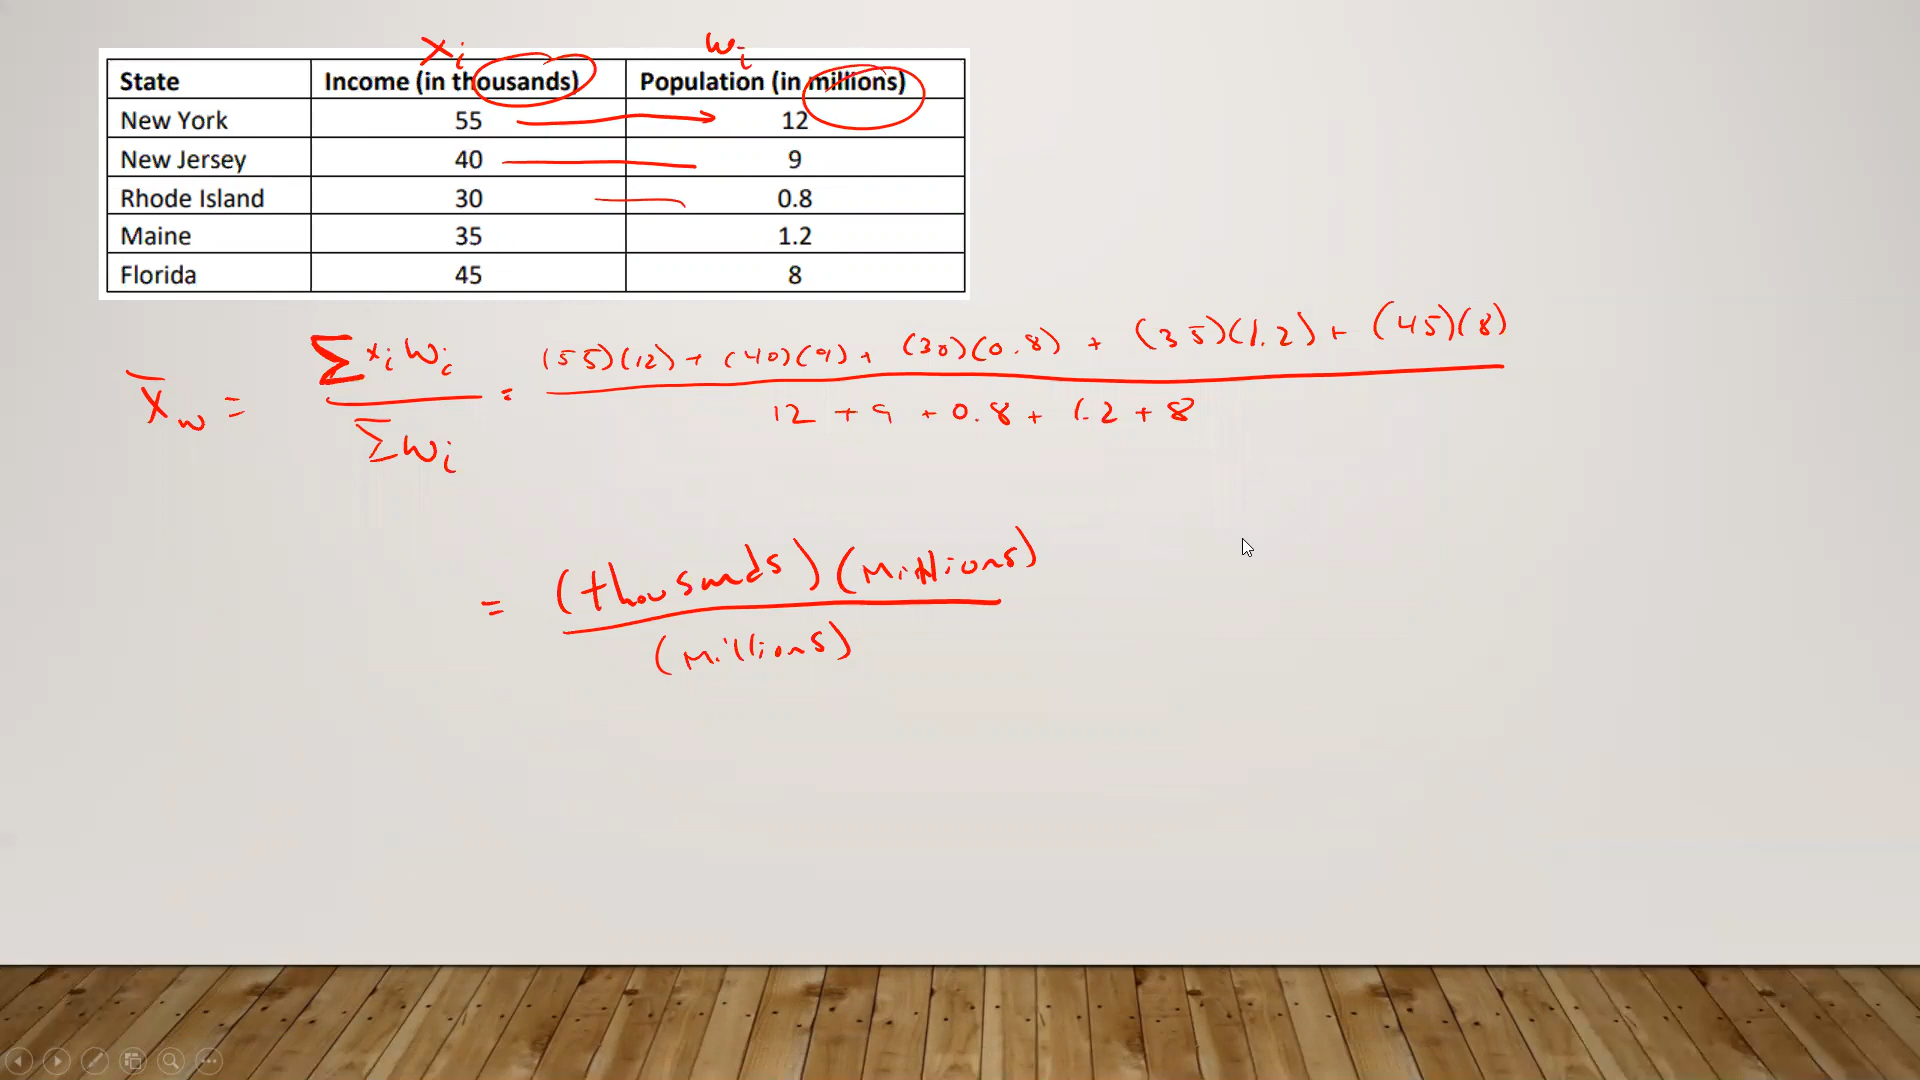 xᵢ wᵢ
State Income (in thousands) Population (in millions)
New York 55 12
New Jersey 40 9
Rhode Island 30 0.8
Maine 35 1.2
Florida 45 8
x̄w = Σxᵢwᵢ / Σwᵢ = (55)(12) + (40)(9) + (30)(0.8) + (35)(1.2) + (45)(8) / 12 + 9 + 0.8 + 1.2 + 8
= (thousands)(Millions)
(Millions)